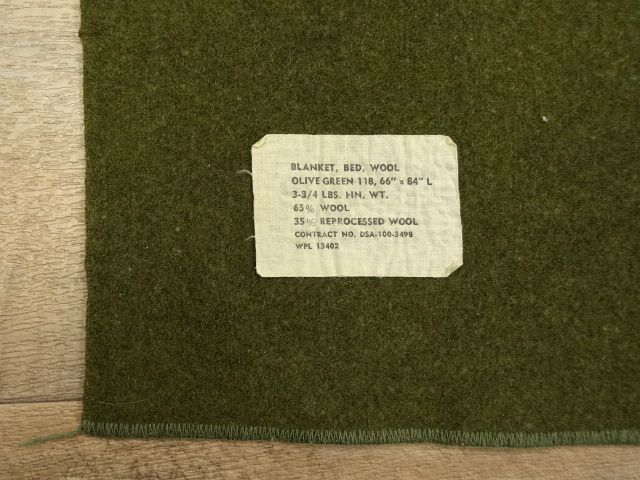 BLANKET, BED, WOOL
OLIVE GREEN 118, 66" x 84" L
3-3/4 LBS. FIN. WT.
65% WOOL
35% REPROCESSED WOOL
CONTRACT NO. DSA-100-3498
WPL 13402